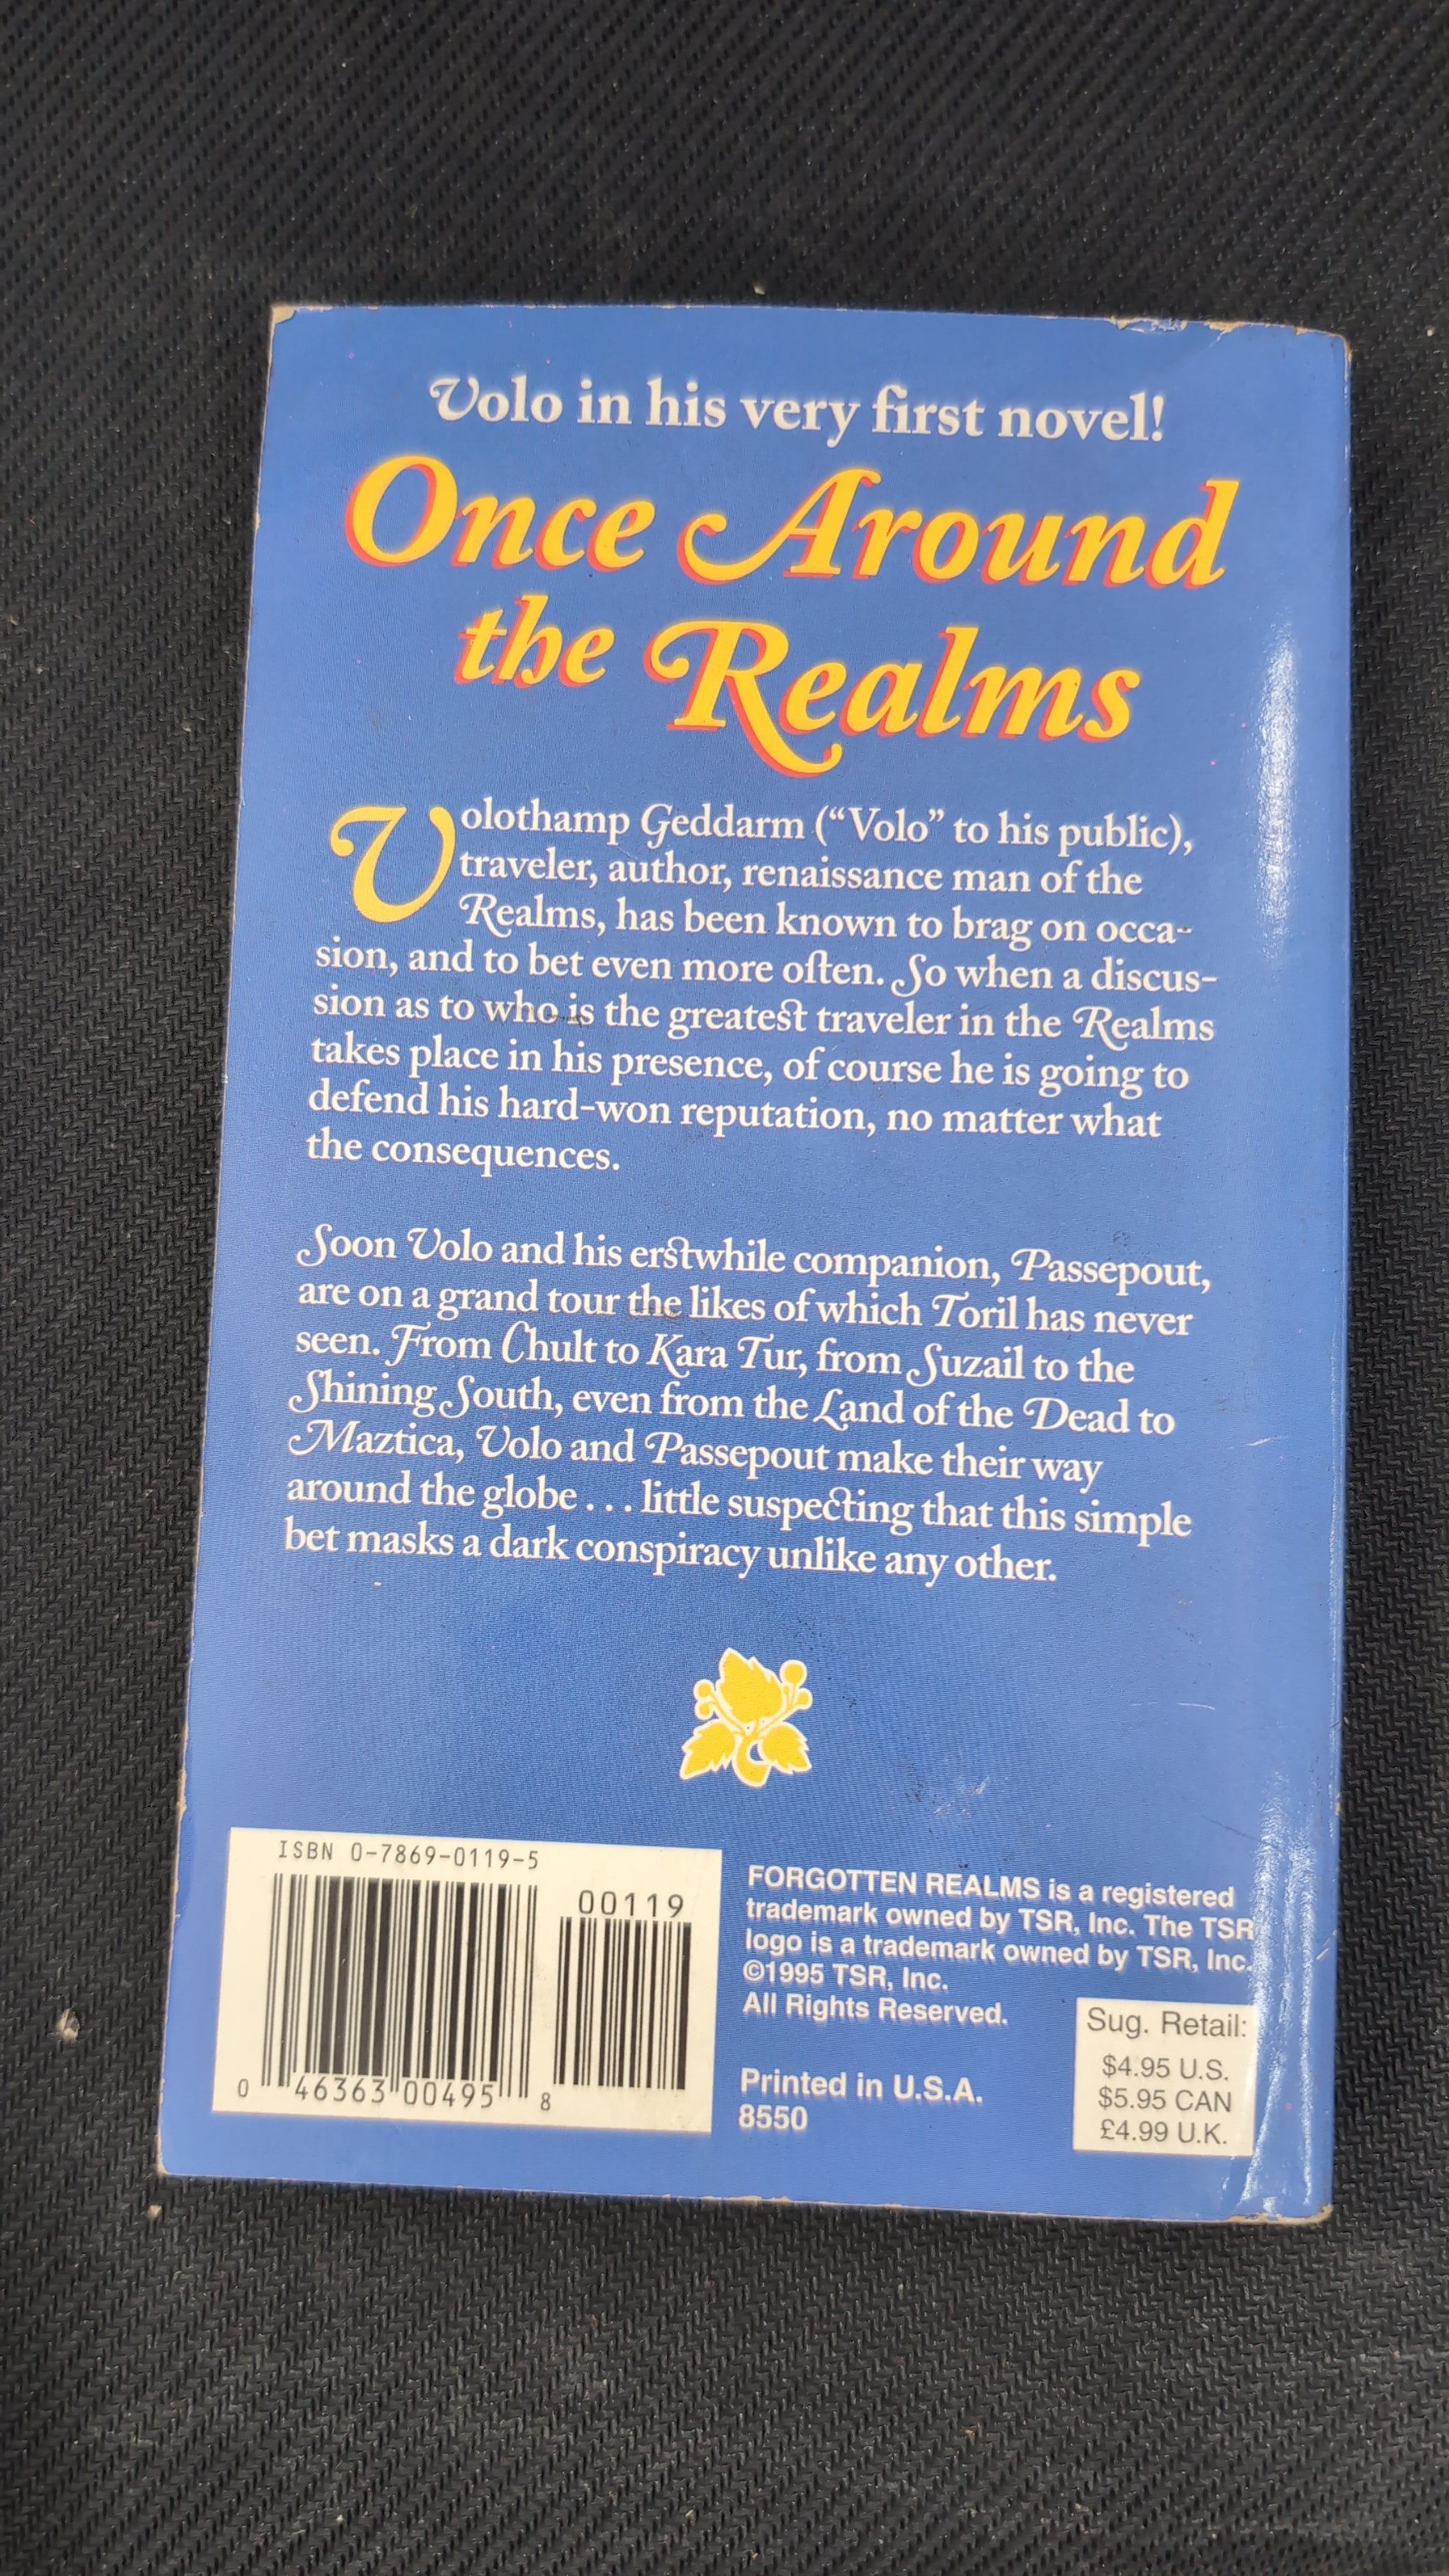 Volo in his very first novel!
Once Around
the Realms
Volothamp Geddarm (“Volo” to his public),
traveler, author, renaissance man of the
Realms, has been known to brag on occa-
sion, and to bet even more often. So when a discus-
sion as to who is the greatest traveler in the Realms
takes place in his presence, of course he is going to
defend his hard-won reputation, no matter what
the consequences.
Soon Volo and his erstwhile companion, Passepout,
are on a grand tour the likes of which Toril has never
seen. From Chult to Kara Tur, from Suzail to the
Shining South, even from the Land of the Dead to
Maztica, Volo and Passepout make their way
around the globe . . . little suspecting that this simple
bet masks a dark conspiracy unlike any other.
ISBN 0-7869-0119-5
00119
0 46363 00495 8
FORGOTTEN REALMS is a registered
trademark owned by TSR, Inc. The TSR
logo is a trademark owned by TSR, Inc.
©1995 TSR, Inc.
All Rights Reserved.
Printed in U.S.A.
8550
Sug. Retail:
$4.95 U.S.
$5.95 CAN
£4.99 U.K.